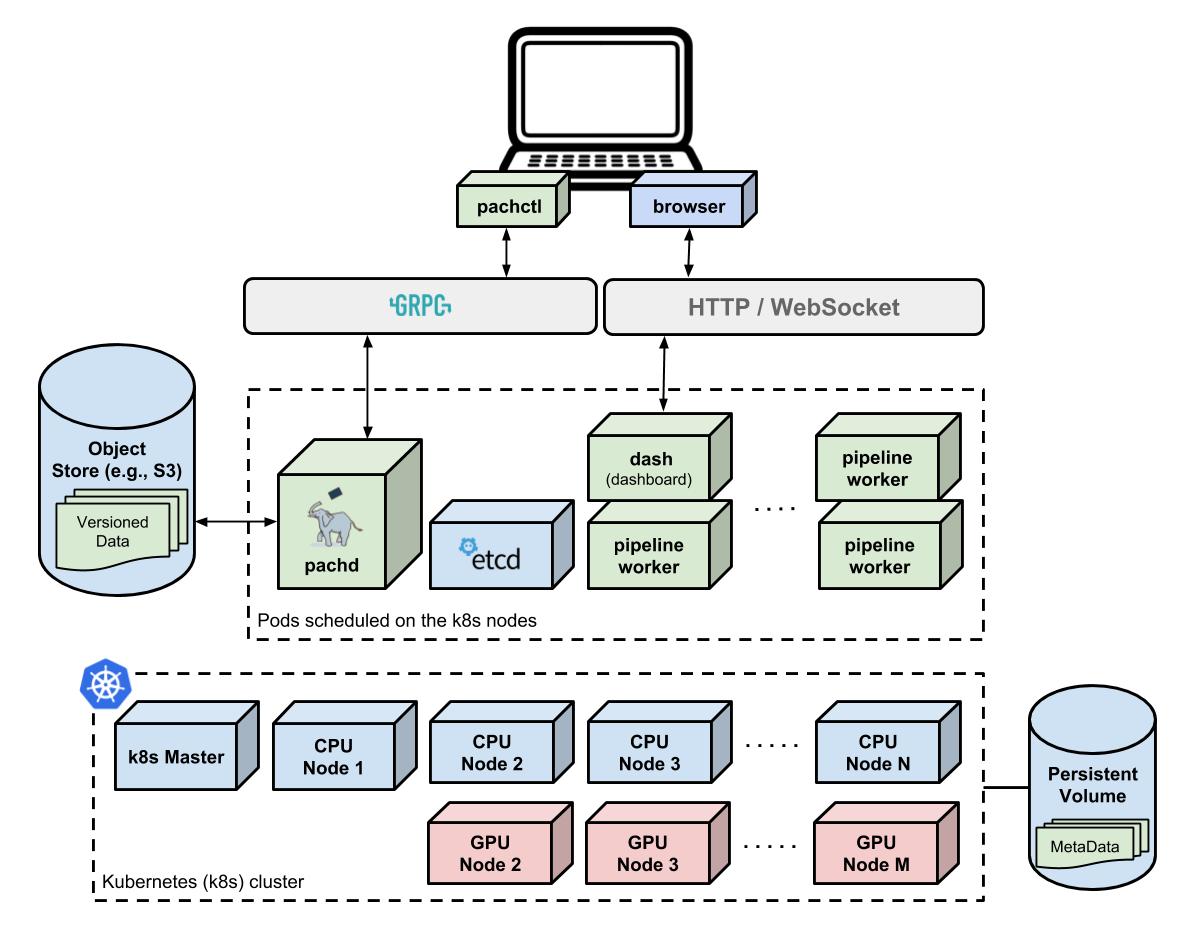 pachctl
browser
GRPC
HTTP / WebSocket
Object
Store (e.g., S3)
Versioned
Data
pachd
etcd
dash
(dashboard)
pipeline
worker
. . . .
pipeline
worker
pipeline
worker
Pods scheduled on the k8s nodes
k8s Master
CPU
Node 1
CPU
Node 2
CPU
Node 3
. . . . .
CPU
Node N
GPU
Node 2
GPU
Node 3
. . . . .
GPU
Node M
Kubernetes (k8s) cluster
Persistent
Volume
MetaData